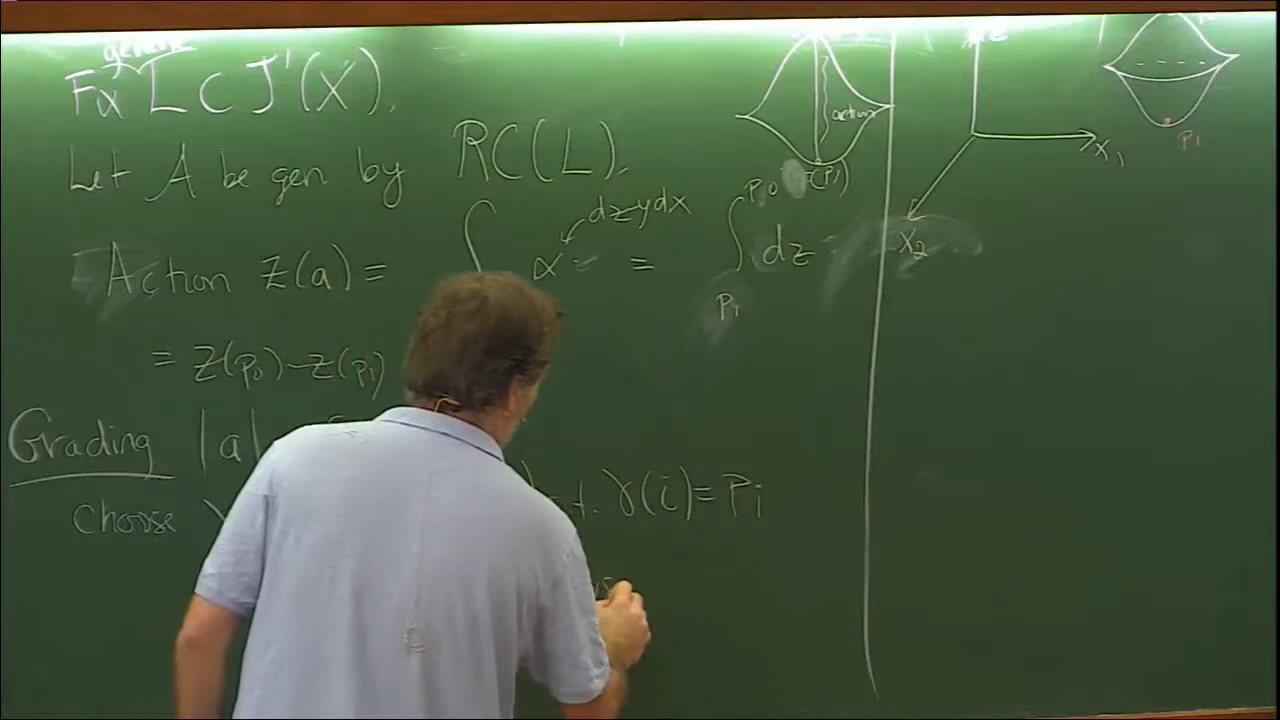 generic
Fix L ⊂ J¹(X).
Let A be gen by RC(L).
Action z(a) = ∫ α = ∫ dz
dz-ydx
P₀
P₁
= z(p₀) - z(p₁)
Grading |a|
choose γ(i) = Pᵢ
action
z(p₁)
x₁
x₂
P₁